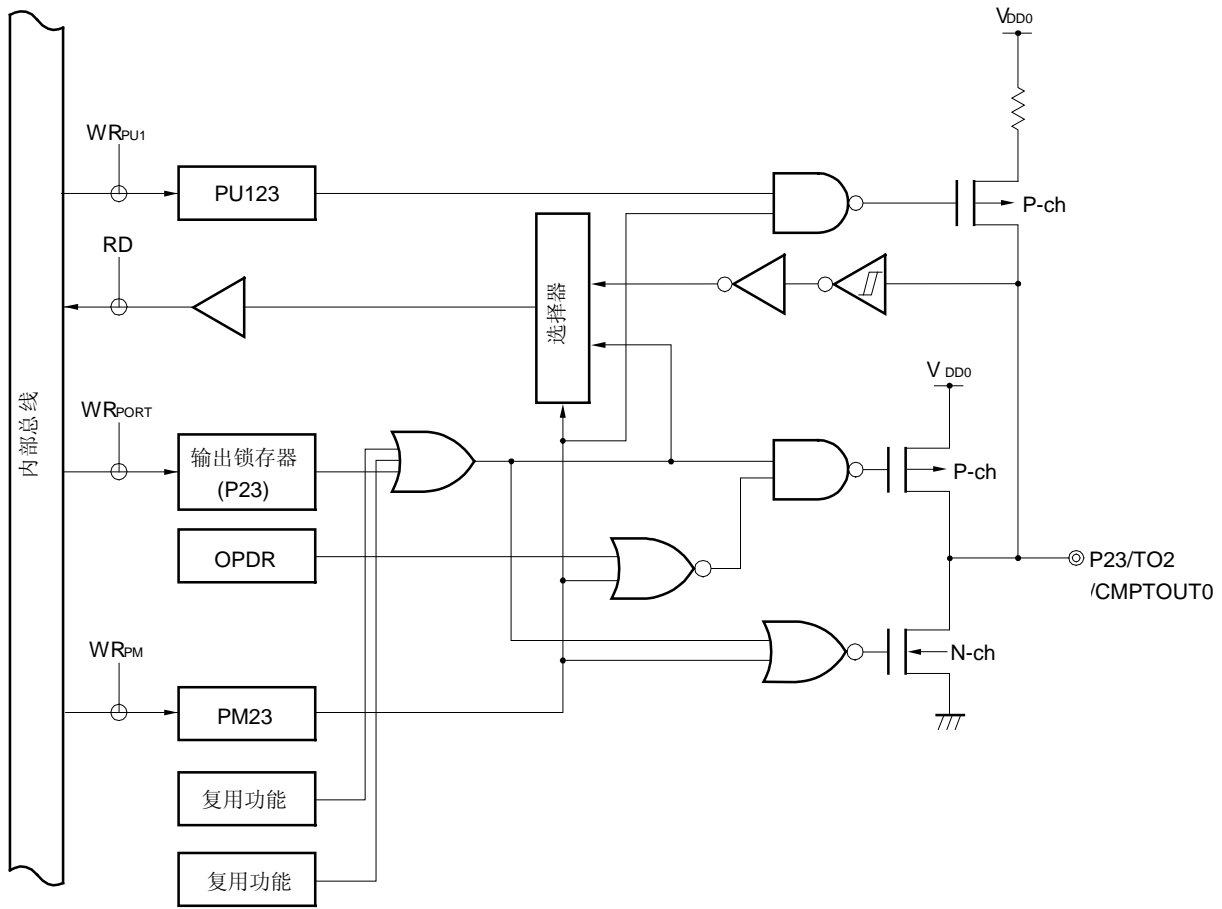 VDD0
WRPU1
PU123
P-ch
RD
选择器
内部总线
WRPORT
输出锁存器
(P23)
V DD0
P-ch
OPDR
P23/TO2
/CMPTOUT0
WRPM
N-ch
PM23
复用功能
复用功能